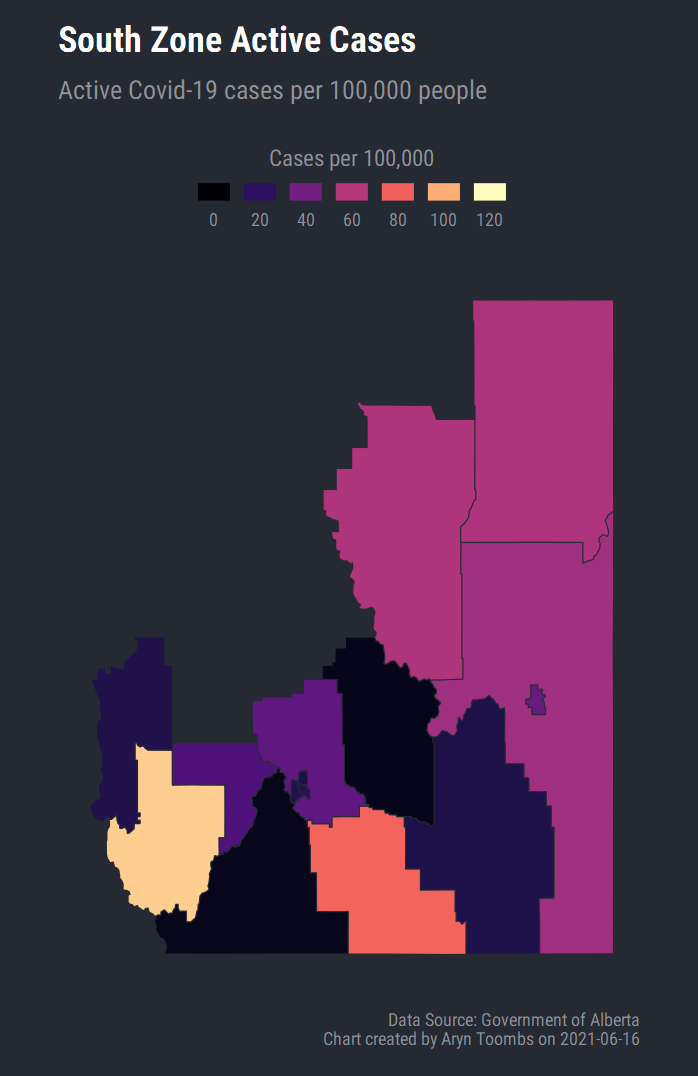 South Zone Active Cases
Active Covid-19 cases per 100,000 people
Cases per 100,000
0 20 40 60 80 100 120
Data Source: Government of Alberta
Chart created by Aryn Toombs on 2021-06-16